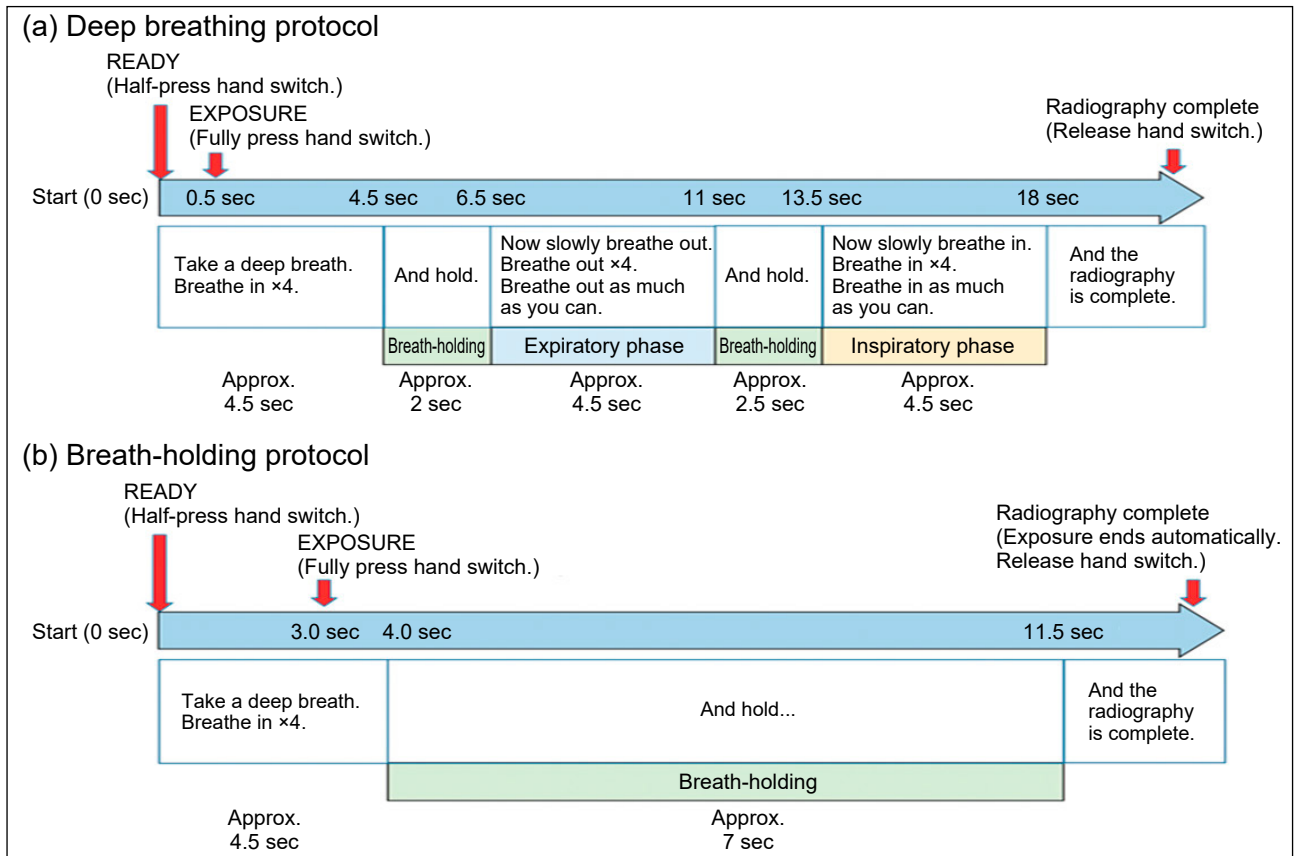 (a) Deep breathing protocol
READY
(Half-press hand switch.)
EXPOSURE
(Fully press hand switch.)
Radiography complete
(Release hand switch.)
Start (0 sec)
0.5 sec
4.5 sec
6.5 sec
11 sec
13.5 sec
18 sec
Take a deep breath.
Breathe in ×4.
And hold.
Now slowly breathe out.
Breathe out ×4.
Breathe out as much
as you can.
And hold.
Now slowly breathe in.
Breathe in ×4.
Breathe in as much
as you can.
And the
radiography
is complete.
Breath-holding
Expiratory phase
Breath-holding
Inspiratory phase
Approx.
4.5 sec
Approx.
2 sec
Approx.
4.5 sec
Approx.
2.5 sec
Approx.
4.5 sec
(b) Breath-holding protocol
READY
(Half-press hand switch.)
EXPOSURE
(Fully press hand switch.)
Radiography complete
(Exposure ends automatically.
Release hand switch.)
Start (0 sec)
3.0 sec
4.0 sec
11.5 sec
Take a deep breath.
Breathe in ×4.
And hold...
And the
radiography
is complete.
Breath-holding
Approx.
4.5 sec
Approx.
7 sec